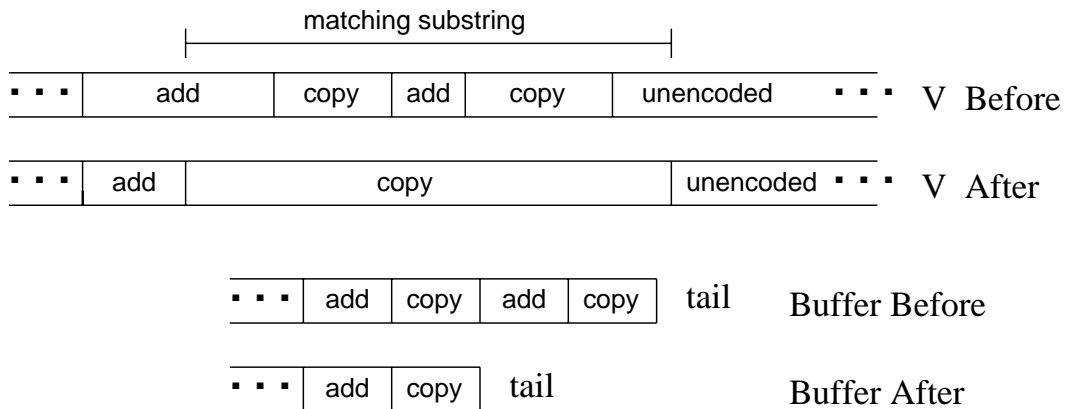 matching substring
▪ ▪ ▪ add copy add copy unencoded ▪ ▪ ▪ V Before
▪ ▪ ▪ add copy unencoded ▪ ▪ ▪ V After
▪ ▪ ▪ add copy add copy tail Buffer Before
▪ ▪ ▪ add copy tail Buffer After